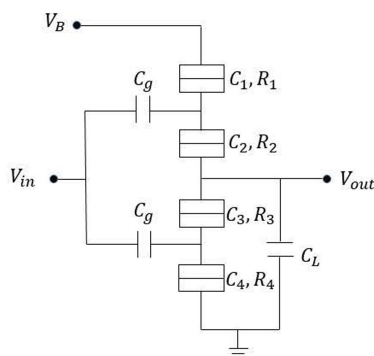 V_B
C_1, R_1
C_g
C_2, R_2
V_in
V_out
C_g
C_3, R_3
C_L
C_4, R_4